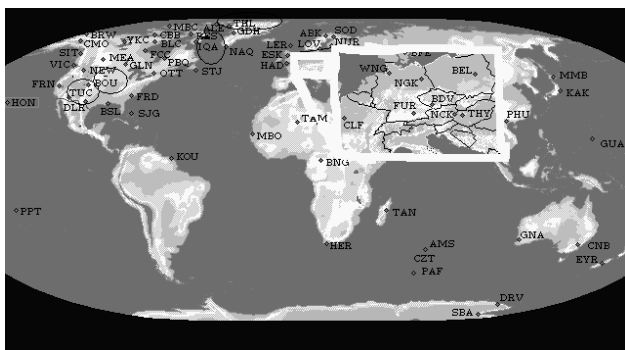 MBC ALE THL
BRW CBB RES GDH
CMO YKC BLC IQA NAQ ABK SOD
SIT MEA FCC LER LOV NUR
VIC GLN PBQ ESK SPE
NEW OTT STJ HAD WNG BEL
FRN BOU NGK MMB
TUC BDV KAK
HON DLR FRD FUR
BSL SJG TAM CLF NCK THY PHU
MBO GUA
KOU BNG
PPT TAN
GNA
HER AMS CNB
CZT EYR
PAF
DRV
SBA